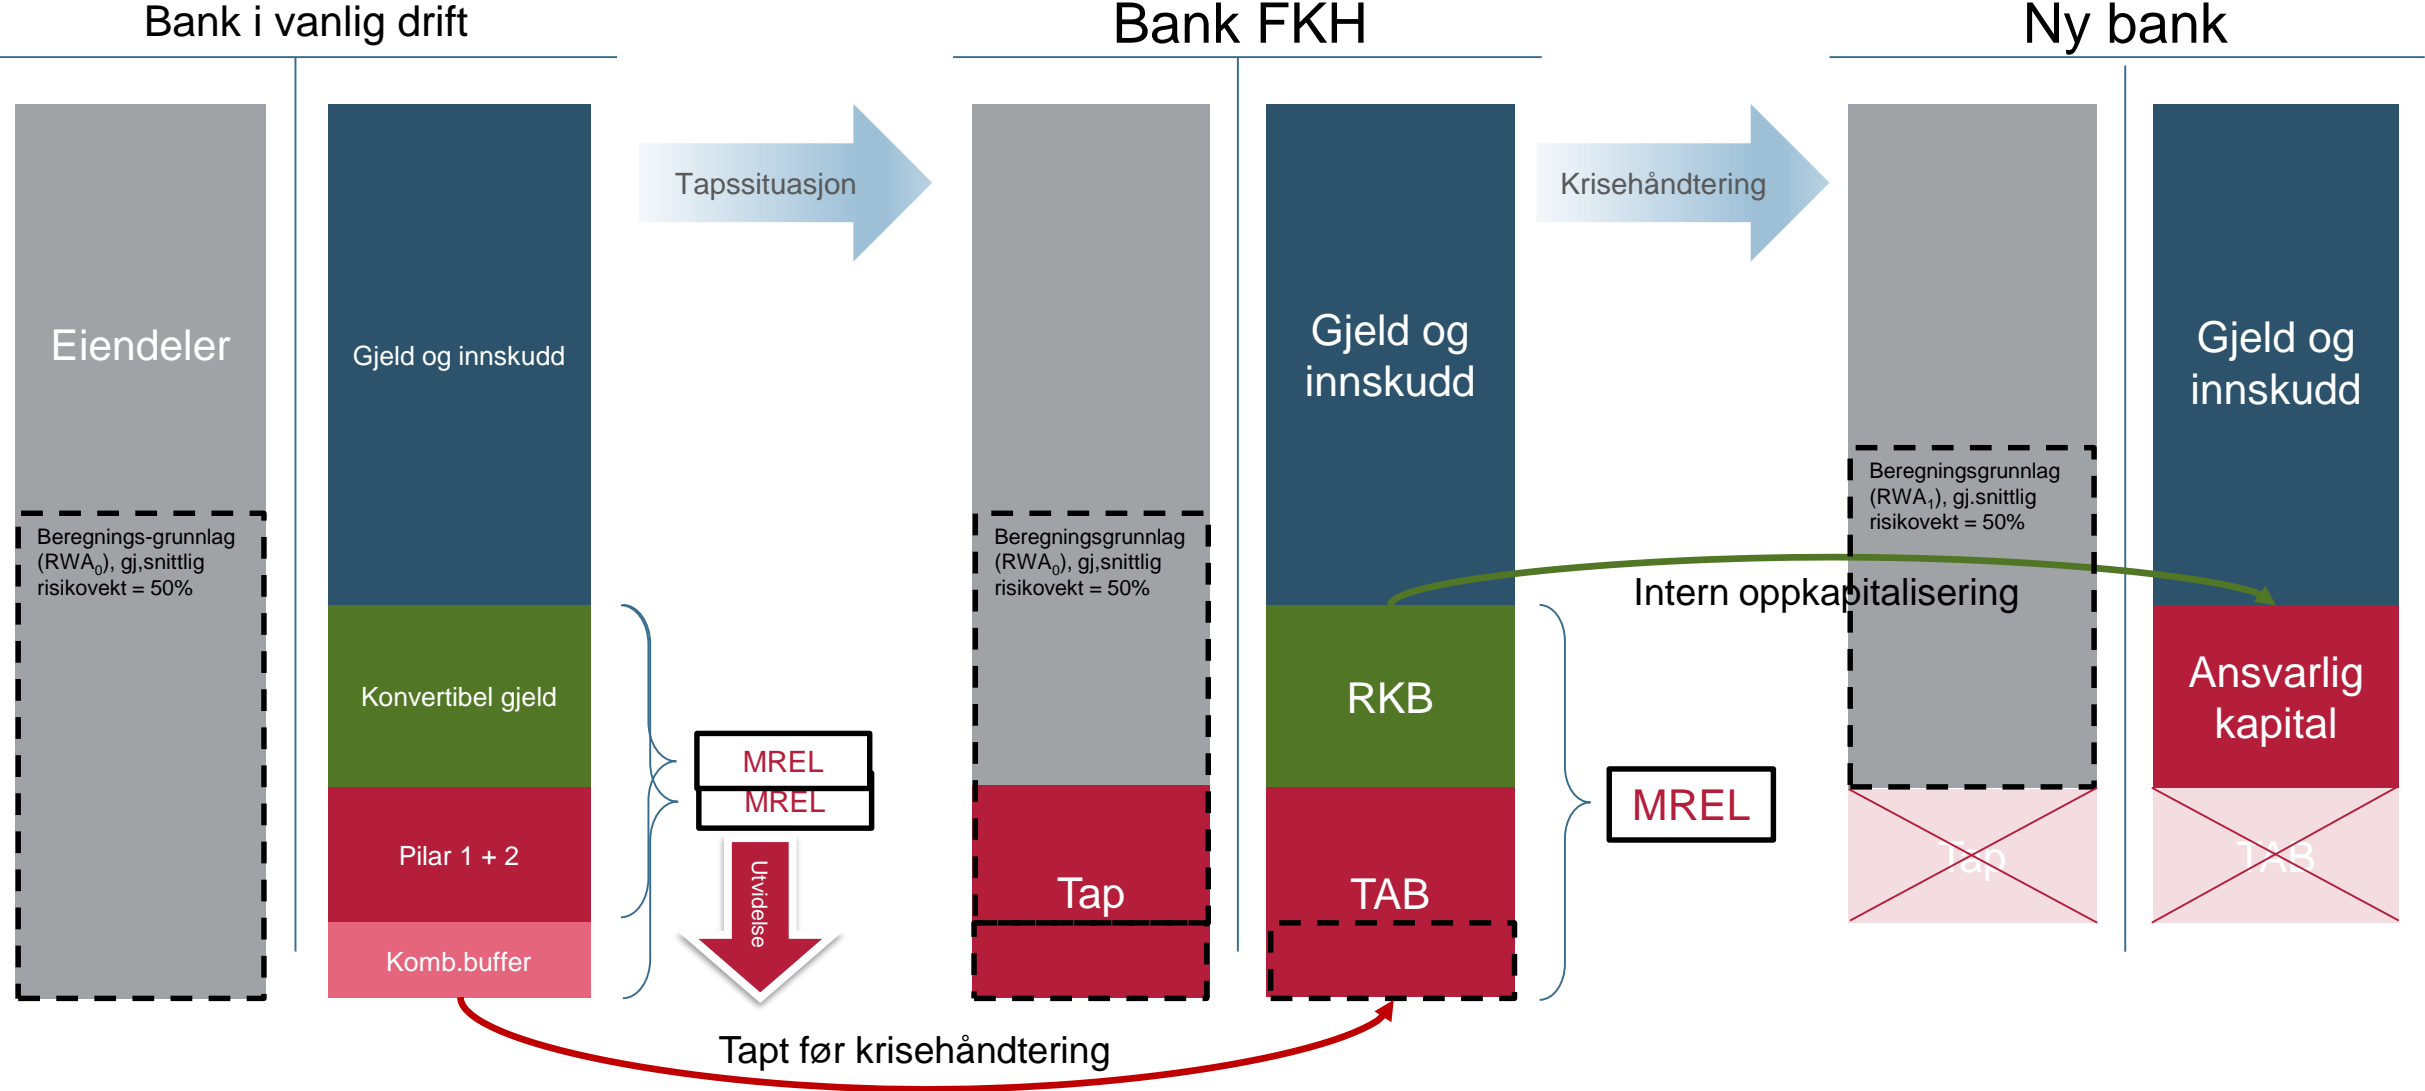 Bank i vanlig drift
Bank FKH
Ny bank
Eiendeler
Beregnings-grunnlag
(RWA₀), gj,snittlig
risikovekt = 50%
Gjeld og innskudd
Konvertibel gjeld
Pilar 1 + 2
Komb.buffer
Tapssituasjon
MREL
MREL
Utvidelse
Tapt før krisehåndtering
Beregningsgrunnlag
(RWA₀), gj,snittlig
risikovekt = 50%
Tap
Gjeld og
innskudd
RKB
TAB
Krisehåndtering
Intern oppkapitalisering
MREL
Beregningsgrunnlag
(RWA₁), gj.snittlig
risikovekt = 50%
Tap
Gjeld og
innskudd
Ansvarlig
kapital
TAB